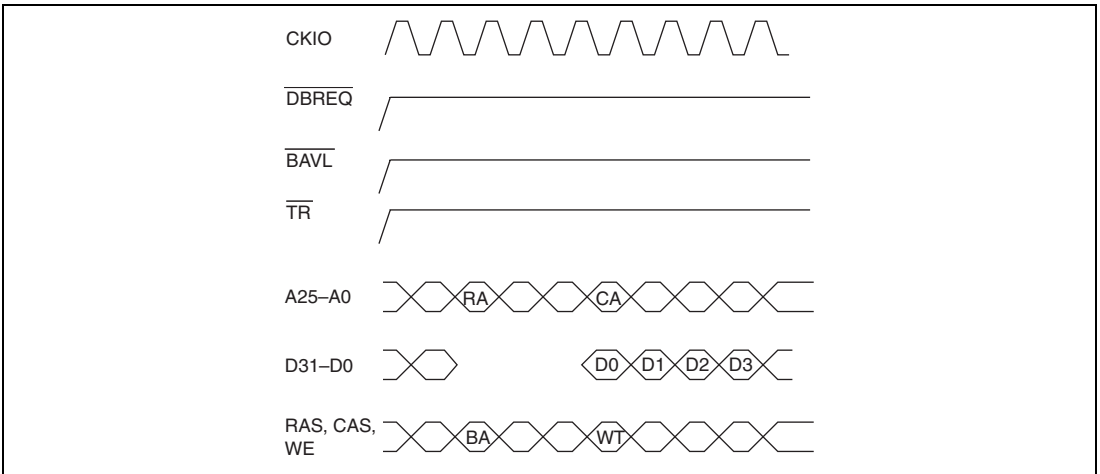 CKIO
DBREQ
BAVL
TR
A25–A0 RA CA
D31–D0 D0 D1 D2 D3
RAS, CAS,
WE BA WT